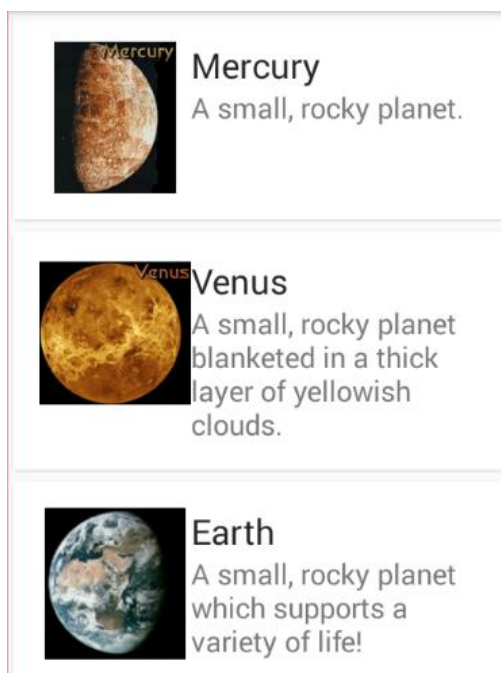 Mercury
Mercury
A small, rocky planet.
Venus
Venus
A small, rocky planet
blanketed in a thick
layer of yellowish
clouds.
Earth
A small, rocky planet
which supports a
variety of life!